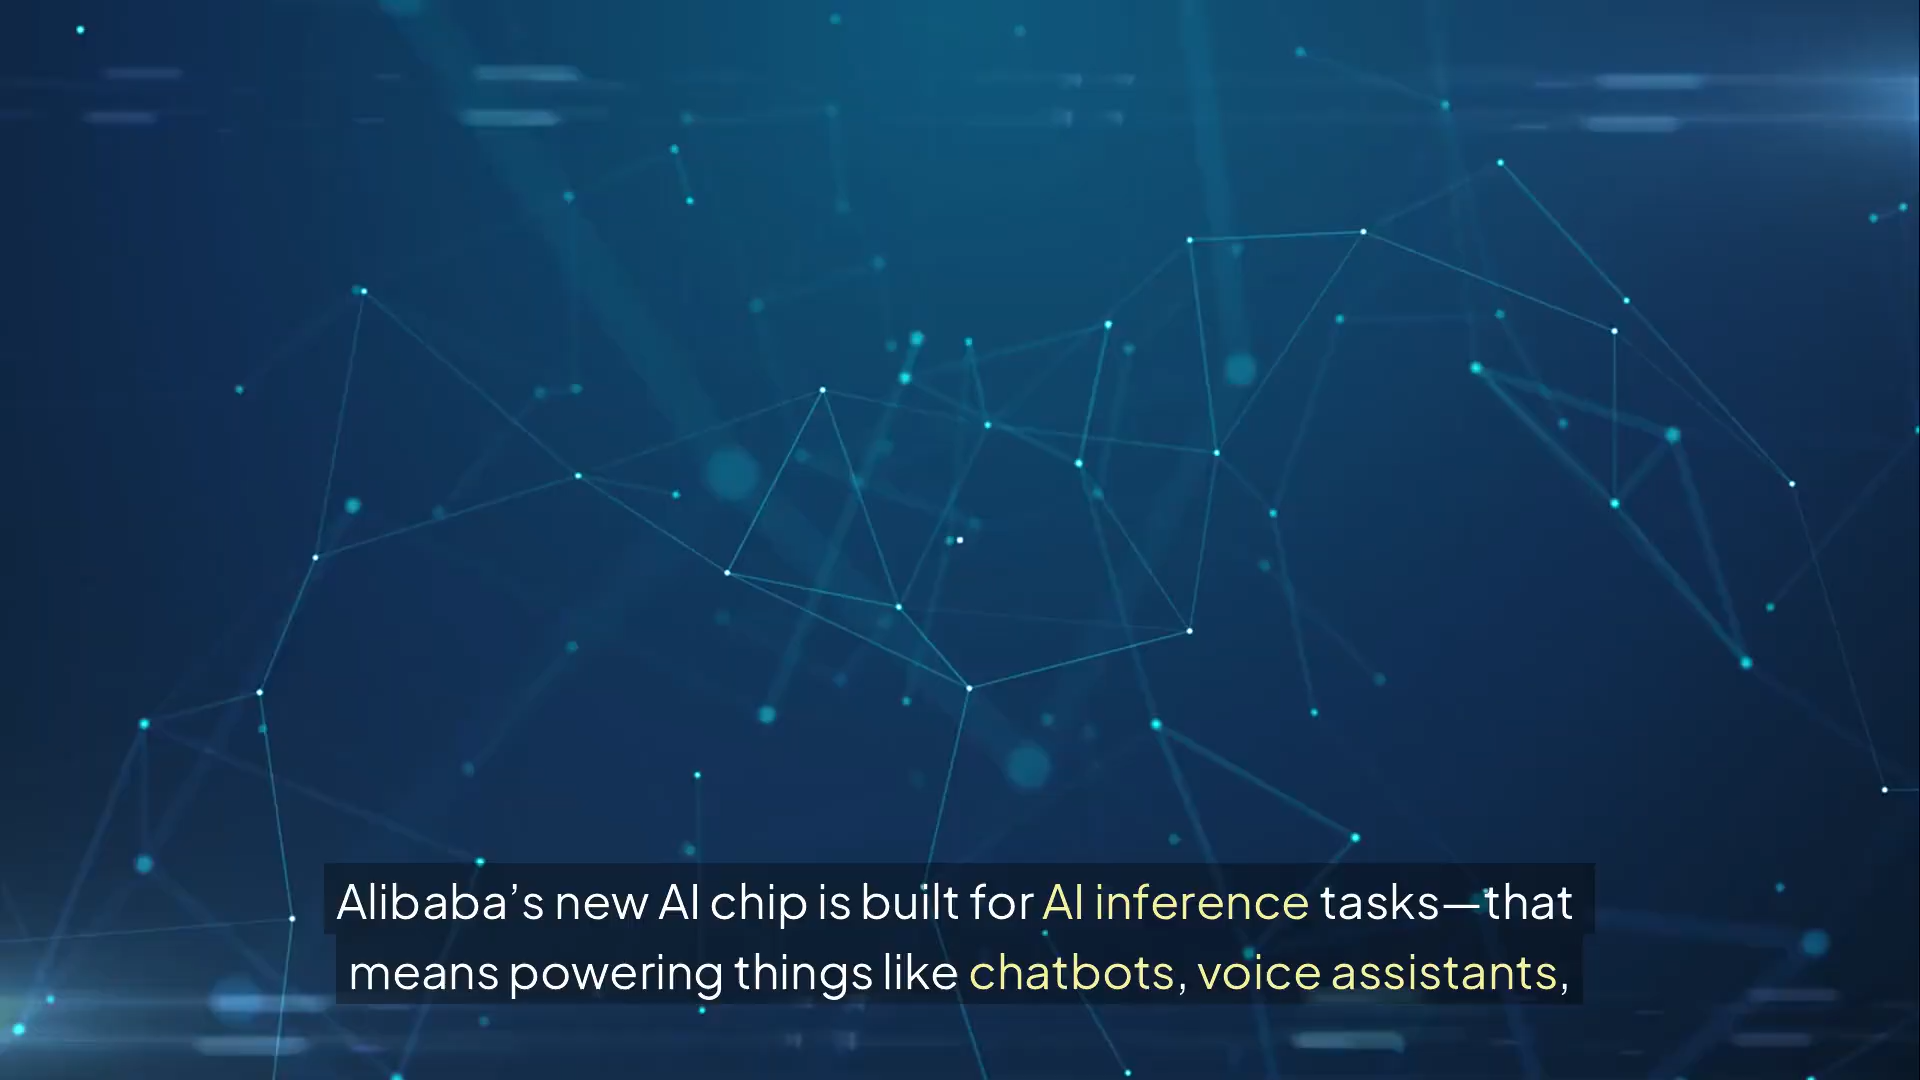 Alibaba’s new AI chip is built for AI inference tasks—that
means powering things like chatbots, voice assistants,